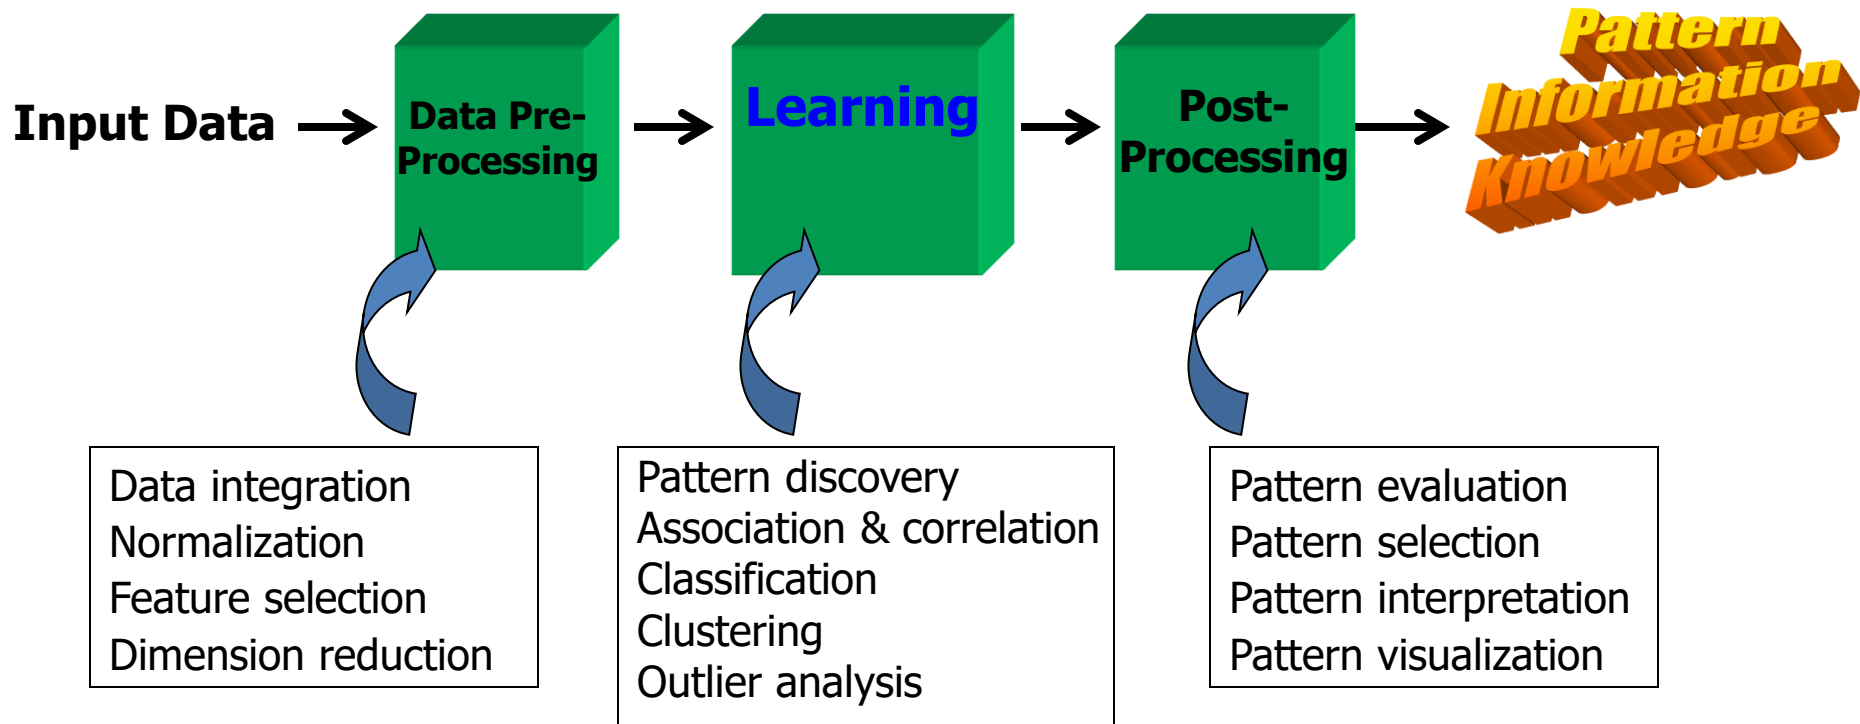 Input Data
Data Pre-
Processing
Learning
Post-
Processing
Pattern
Information
Knowledge
Data integration
Normalization
Feature selection
Dimension reduction
Pattern discovery
Association & correlation
Classification
Clustering
Outlier analysis
Pattern evaluation
Pattern selection
Pattern interpretation
Pattern visualization